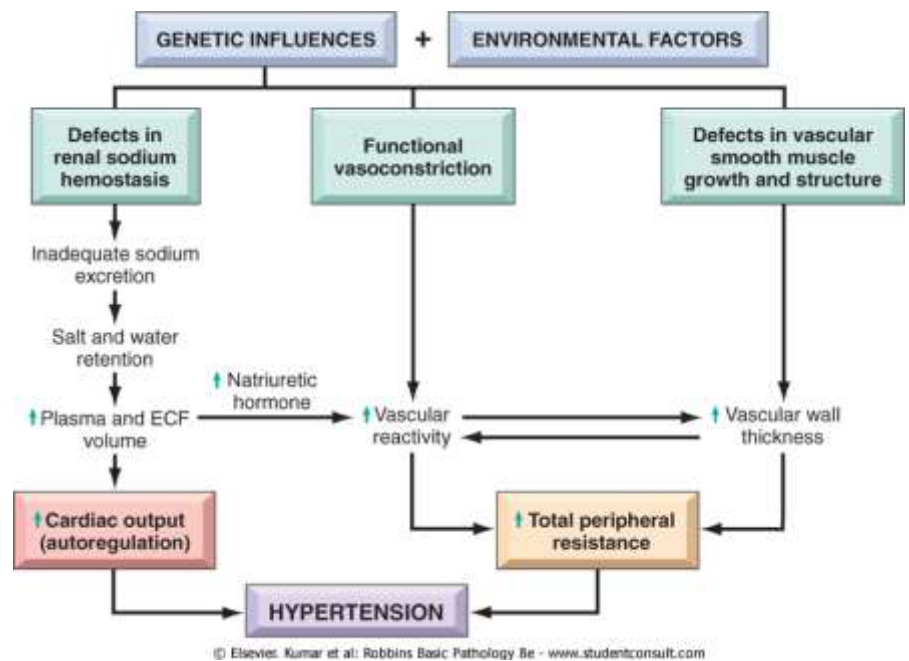 GENETIC INFLUENCES + ENVIRONMENTAL FACTORS
Defects in
renal sodium
hemostasis
Functional
vasoconstriction
Defects in vascular
smooth muscle
growth and structure
Inadequate sodium
excretion
Salt and water
retention
↑ Natriuretic
hormone
↑ Plasma and ECF
volume
↑ Vascular
reactivity
↑ Vascular wall
thickness
↑ Cardiac output
(autoregulation)
↑ Total peripheral
resistance
HYPERTENSION
© Elsevier. Kumar et al: Robbins Basic Pathology 8e - www.studentconsult.com